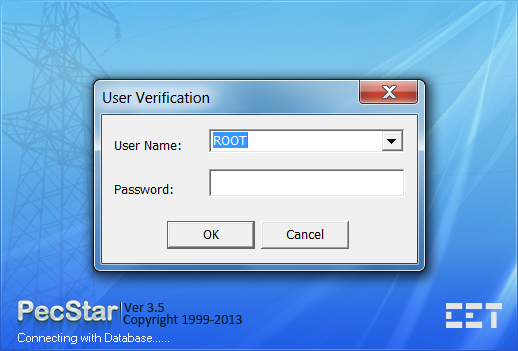 User Verification
User Name:
ROOT
Password:
OK
Cancel
PecStar
Ver 3.5
Copyright 1999-2013
CET
Connecting with Database......